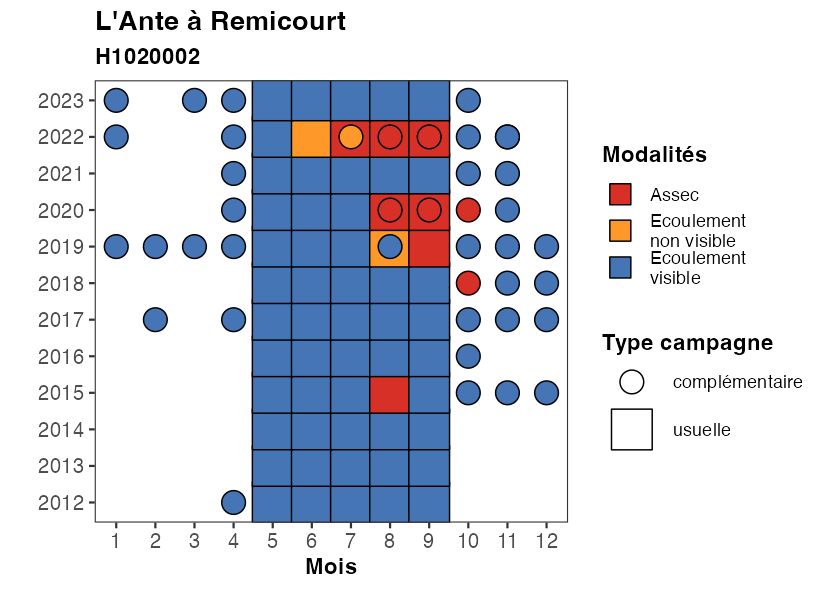 L'Ante à Remicourt
H1020002
2023
2022
2021
2020
2019
2018
2017
2016
2015
2014
2013
2012
1 2 3 4 5 6 7 8 9 10 11 12
Mois
Modalités
Assec
Ecoulement
non visible
Ecoulement
visible
Type campagne
complémentaire
usuelle